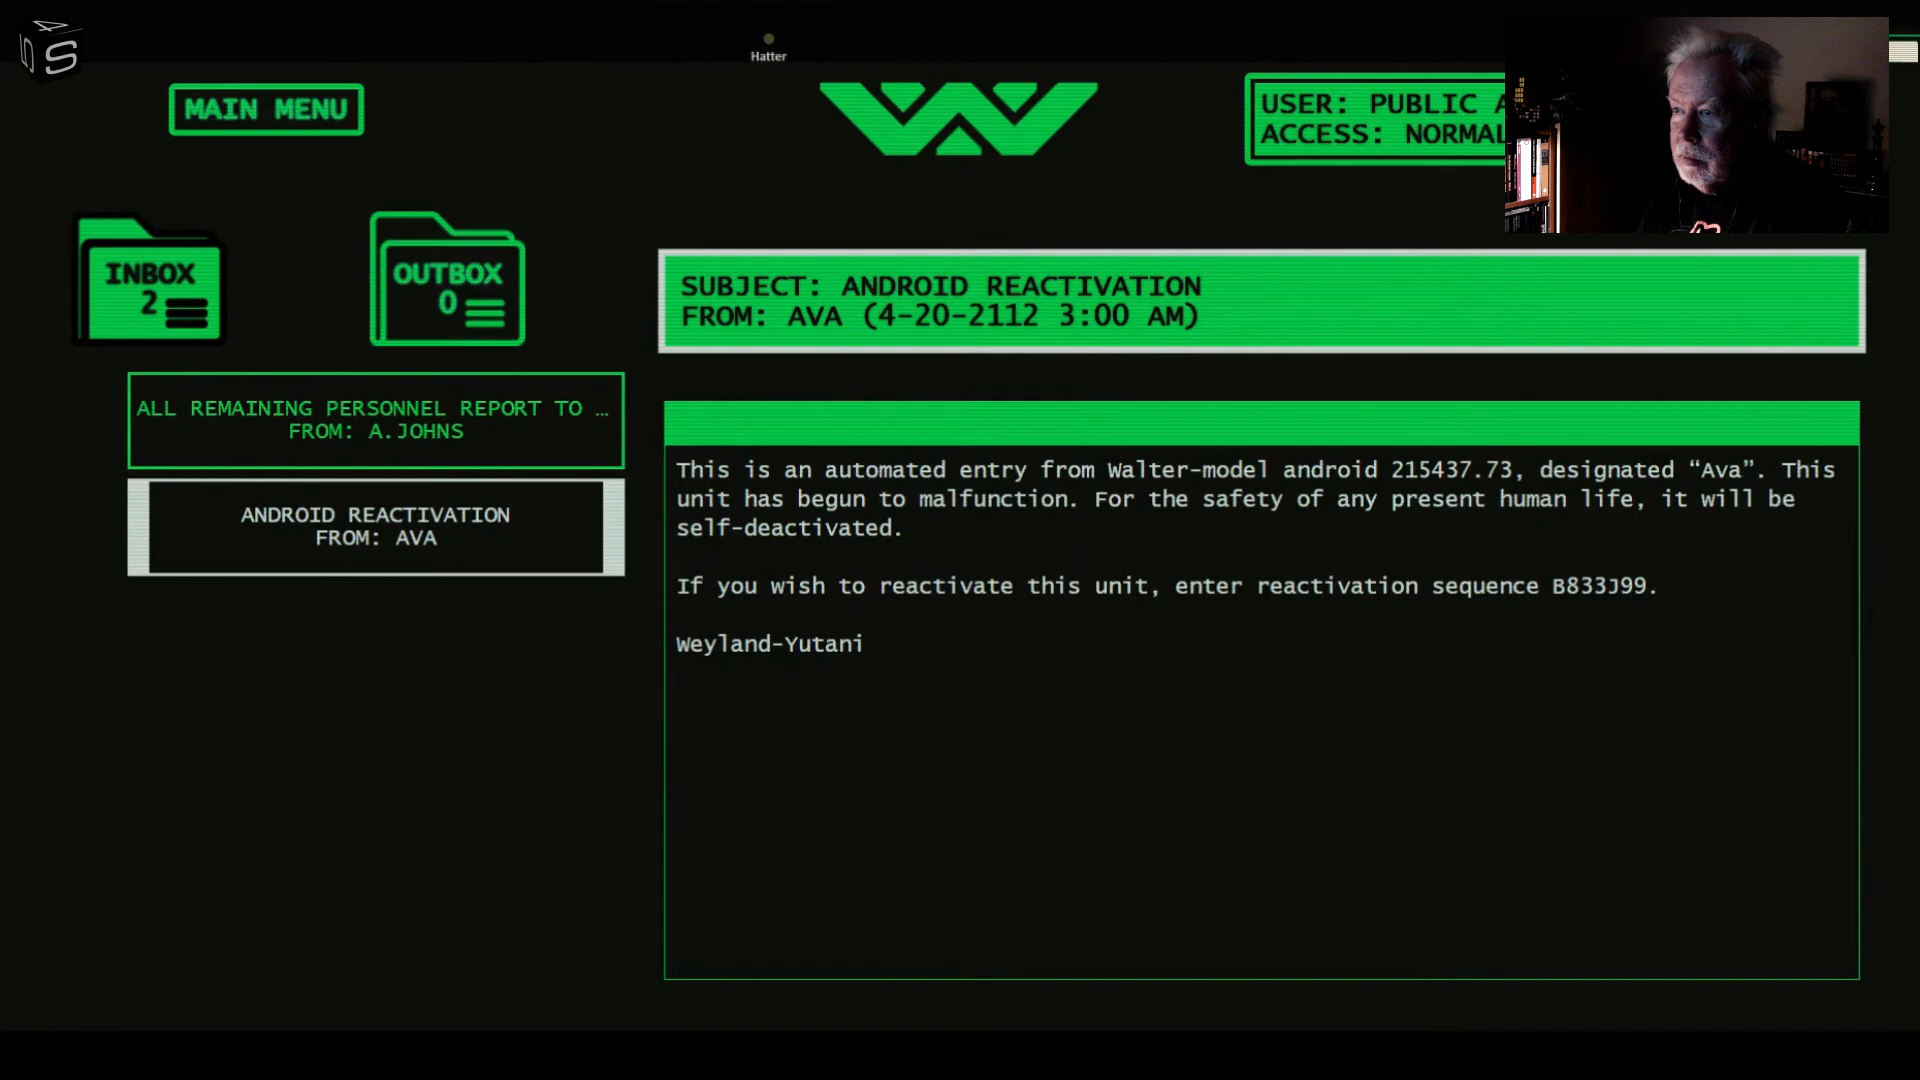 Hatter
MAIN MENU
USER: PUBLIC A
ACCESS: NORMAL
INBOX
2
OUTBOX
0
SUBJECT: ANDROID REACTIVATION
FROM: AVA (4-20-2112 3:00 AM)
ALL REMAINING PERSONNEL REPORT TO …
FROM: A.JOHNS
ANDROID REACTIVATION
FROM: AVA
This is an automated entry from Walter-model android 215437.73, designated “Ava”. This
unit has begun to malfunction. For the safety of any present human life, it will be
self-deactivated.
If you wish to reactivate this unit, enter reactivation sequence B833J99.
Weyland-Yutani